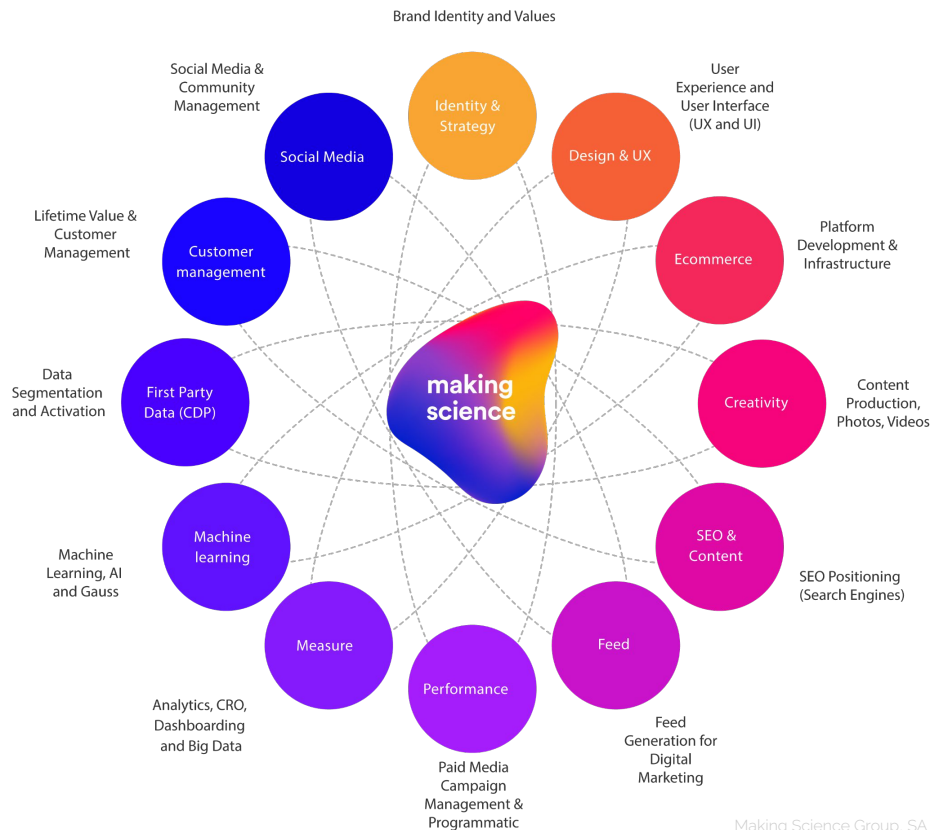 Brand Identity and Values
Identity &
Strategy
User
Experience and
User Interface
(UX and UI)
Design & UX
Platform
Development &
Infrastructure
Ecommerce
Content
Production,
Photos, Videos
Creativity
SEO &
Content
SEO Positioning
(Search Engines)
Feed
Feed
Generation for
Digital
Marketing
Performance
Paid Media
Campaign
Management &
Programmatic
Measure
Analytics, CRO,
Dashboarding
and Big Data
Machine
learning
Machine
Learning, AI
and Gauss
First Party
Data (CDP)
Data
Segmentation
and Activation
Customer
management
Lifetime Value &
Customer
Management
Social Media
Social Media &
Community
Management
making
science
Making Science Group, SA